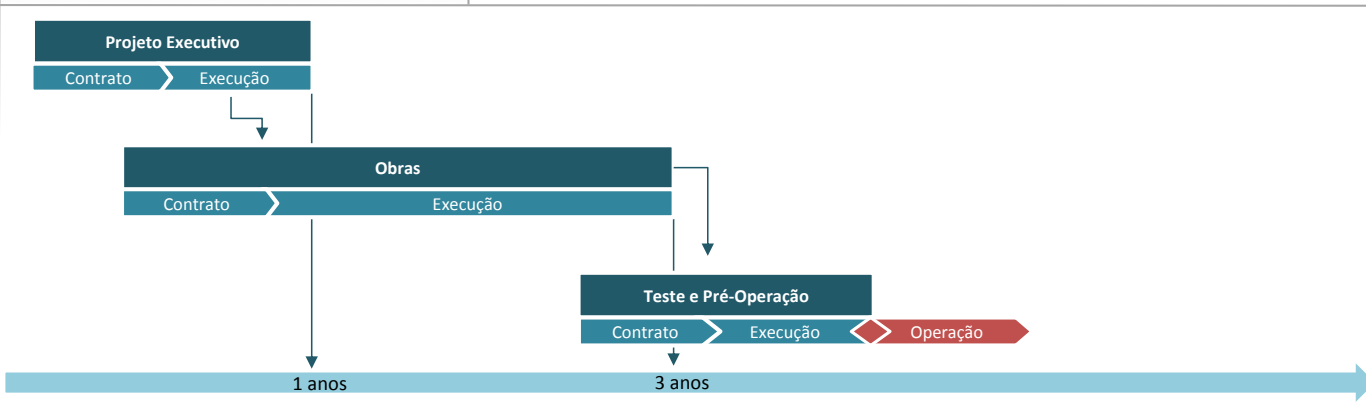 Projeto Executivo
Contrato Execução
Obras
Contrato Execução
Teste e Pré-Operação
Contrato Execução Operação
1 anos 3 anos